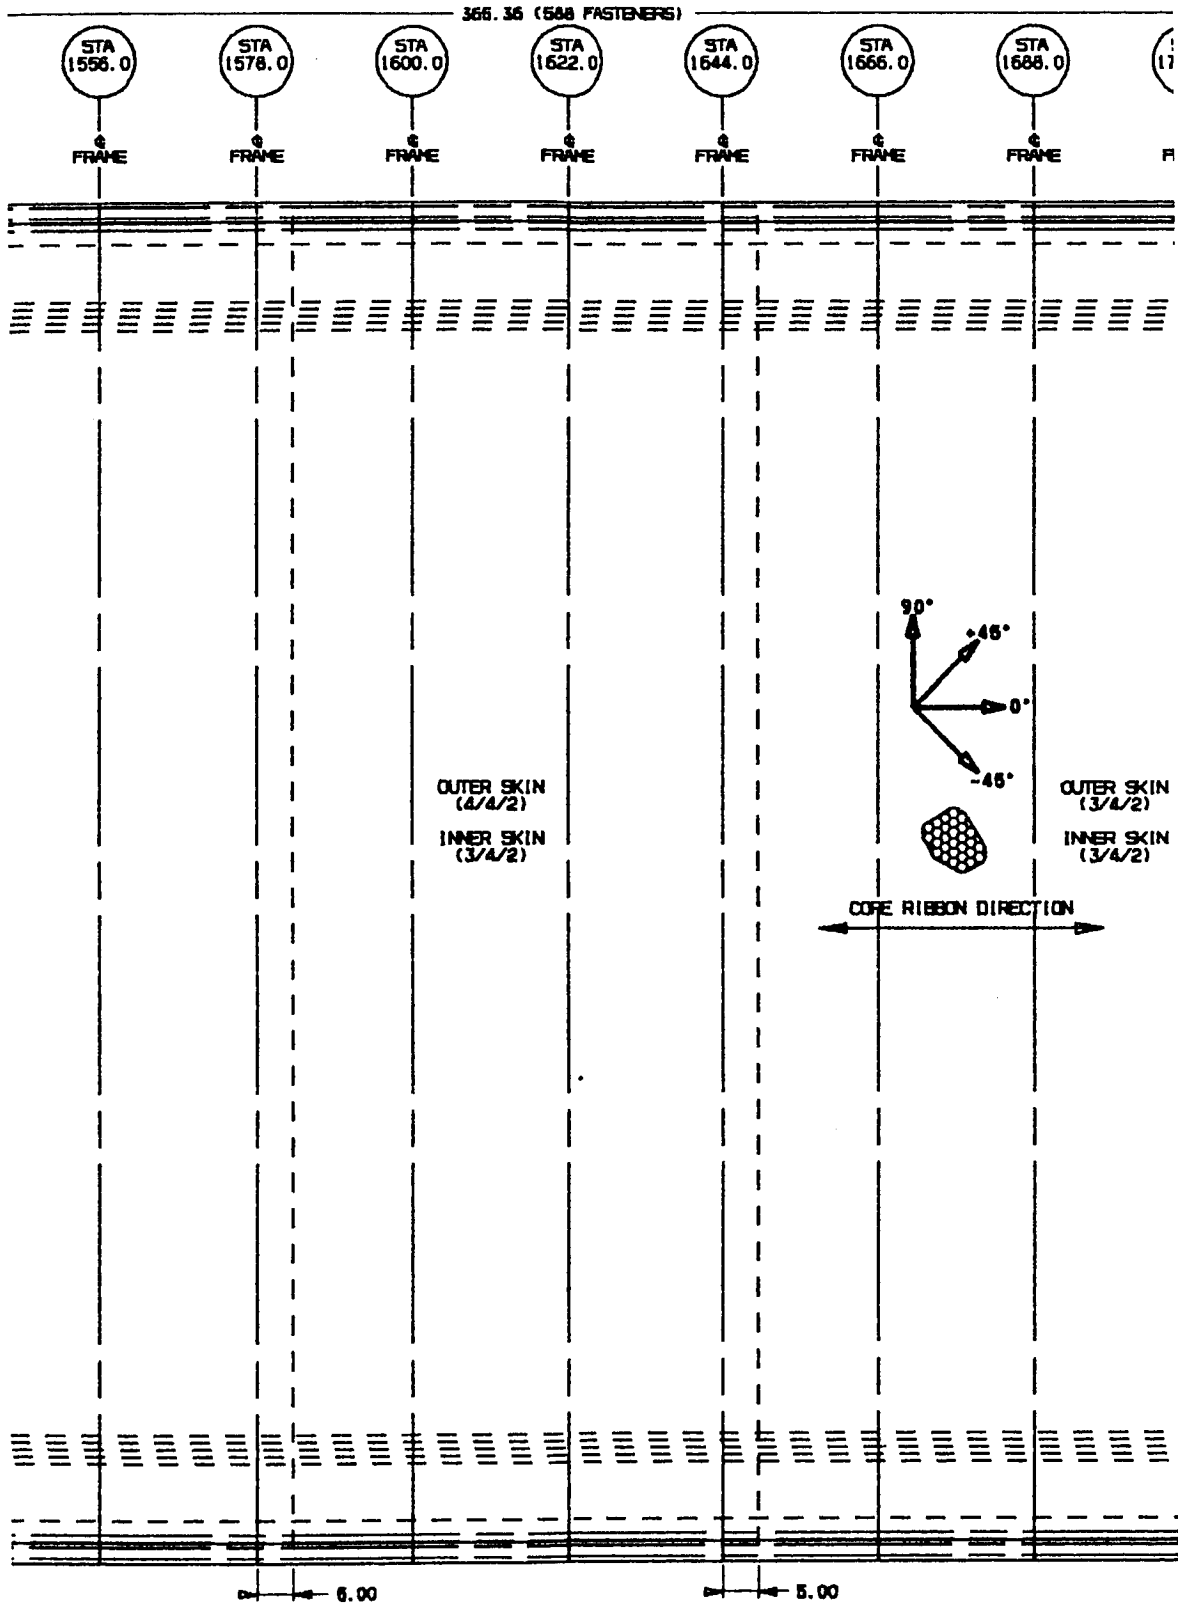 366.36 (588 FASTENERS)
STA 1556.0
STA 1578.0
STA 1600.0
STA 1622.0
STA 1644.0
STA 1666.0
STA 1688.0
17
℄ FRAME
℄ FRAME
℄ FRAME
℄ FRAME
℄ FRAME
℄ FRAME
℄ FRAME
F
90°
+45°
0°
-45°
OUTER SKIN
(4/4/2)
INNER SKIN
(3/4/2)
OUTER SKIN
(3/4/2)
INNER SKIN
(3/4/2)
CORE RIBBON DIRECTION
5.00